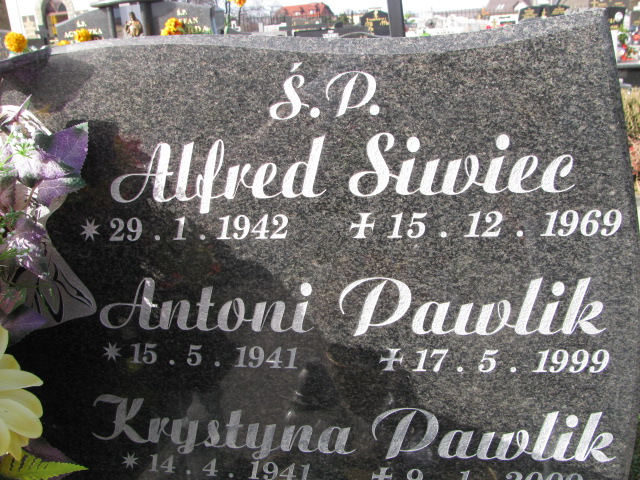 Ś.P.
Alfred Siwiec
* 29.1.1942 ✝ 15.12.1969
Antoni Pawlik
* 15.5.1941 ✝ 17.5.1999
Krystyna Pawlik
* 14.4.1941